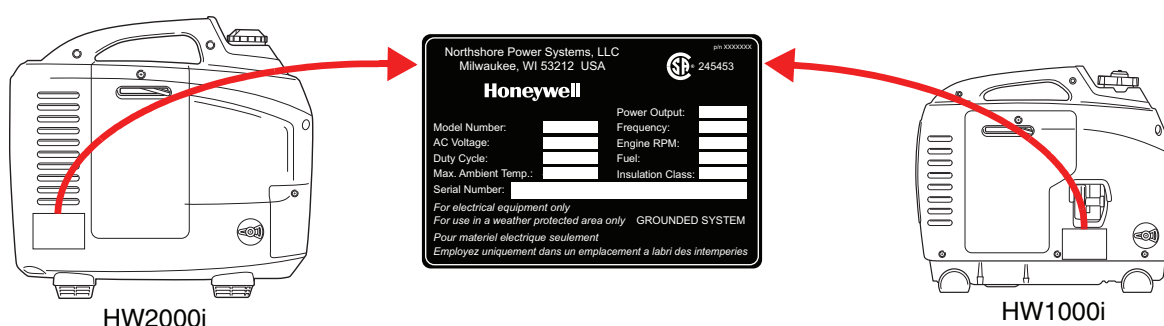 Northshore Power Systems, LLC
Milwaukee, WI 53212 USA
p/n XXXXXXX
SA ® 245453
Honeywell
Power Output:
Model Number:
Frequency:
AC Voltage:
Engine RPM:
Duty Cycle:
Fuel:
Max. Ambient Temp.:
Insulation Class:
Serial Number:
For electrical equipment only
For use in a weather protected area only GROUNDED SYSTEM
Pour materiel electrique seulement
Employez uniquement dans un emplacement a labri des intemperies
HW2000i
HW1000i